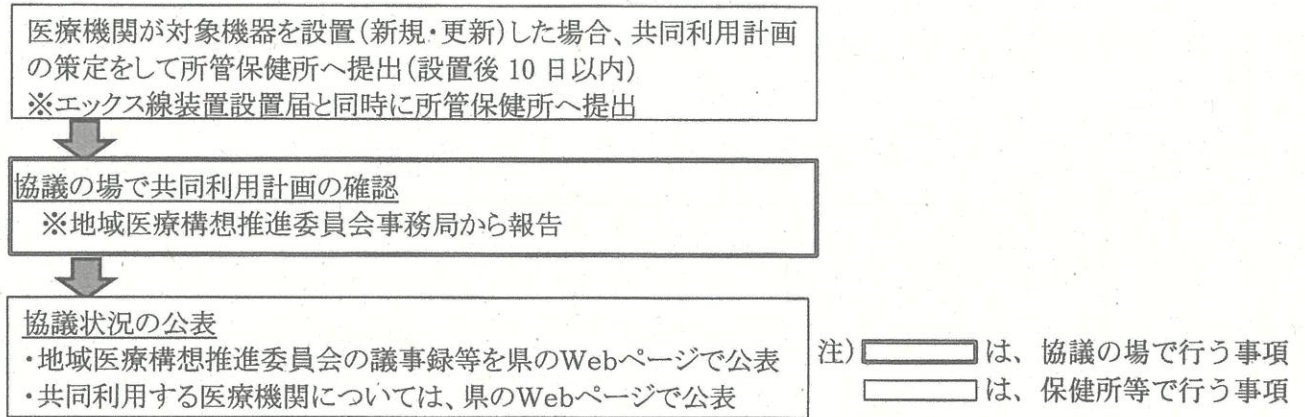 医療機関が対象機器を設置(新規・更新)した場合、共同利用計画
の策定をして所管保健所へ提出(設置後 10 日以内)
※エックス線装置設置届と同時に所管保健所へ提出
協議の場で共同利用計画の確認
※地域医療構想推進委員会事務局から報告
協議状況の公表
・地域医療構想推進委員会の議事録等を県のWebページで公表
・共同利用する医療機関については、県のWebページで公表
注) は、協議の場で行う事項
は、保健所等で行う事項